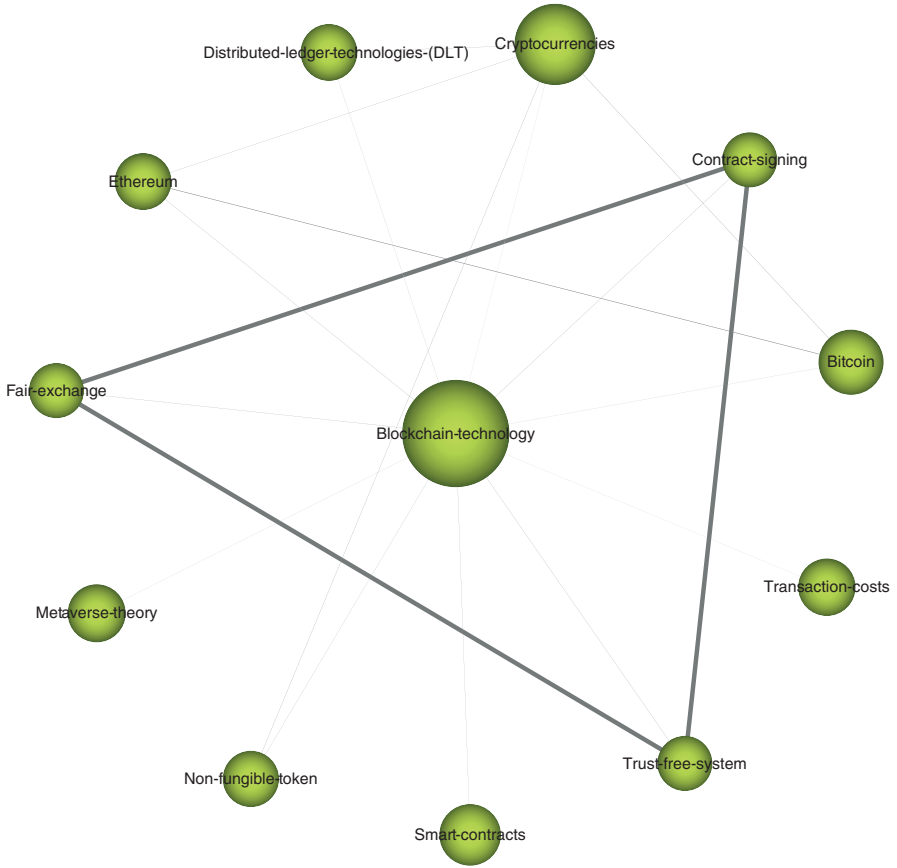 Cryptocurrencies
Distributed-ledger-technologies-(DLT)
Contract-signing
Ethereum
Bitcoin
Fair-exchange
Blockchain-technology
Transaction-costs
Metaverse-theory
Trust-free-system
Non-fungible-token
Smart-contracts